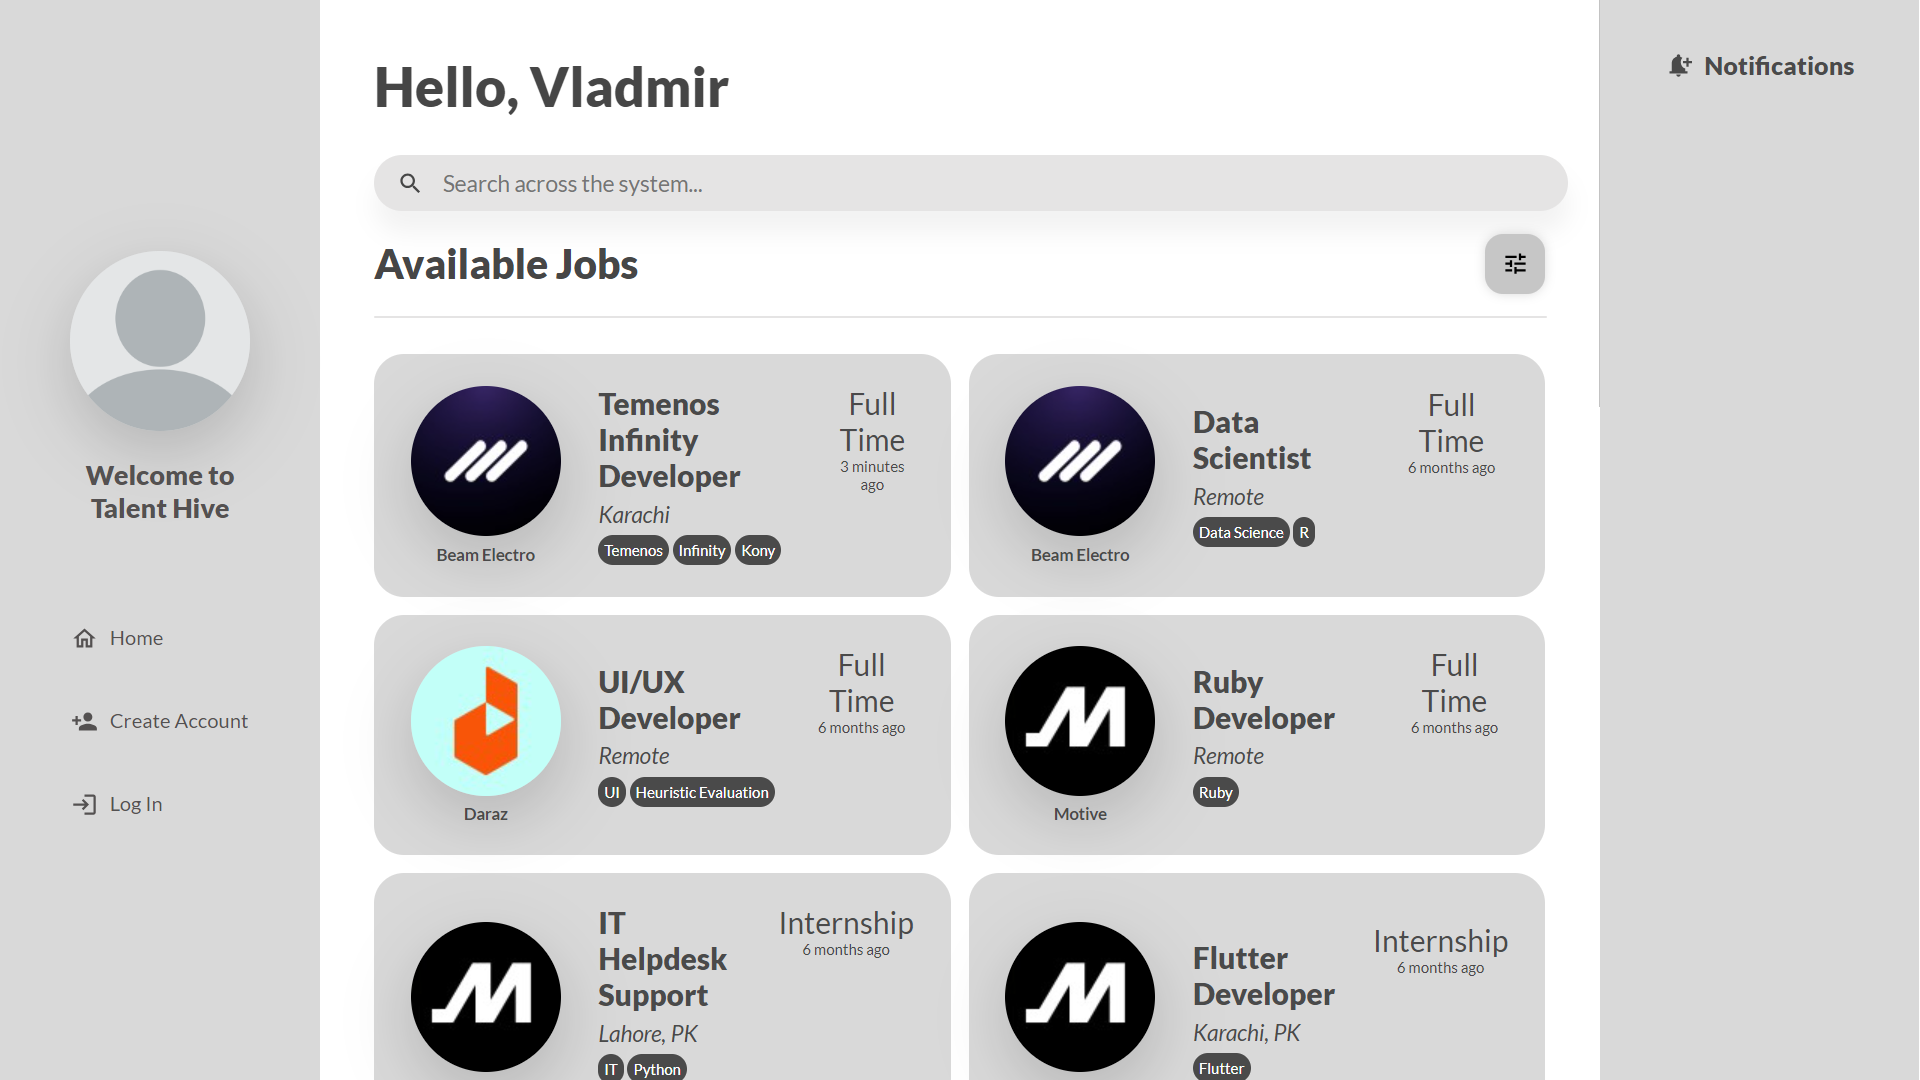 Welcome to
Talent Hive
Home
Create Account
Log In
Hello, Vladmir
Search across the system...
Available Jobs
Temenos
Infinity
Developer
Karachi
Temenos Infinity Kony
Full
Time
3 minutes
ago
Beam Electro
Data
Scientist
Remote
Data Science R
Full
Time
6 months ago
Beam Electro
UI/UX
Developer
Remote
UI Heuristic Evaluation
Full
Time
6 months ago
Daraz
Ruby
Developer
Remote
Ruby
Full
Time
6 months ago
Motive
IT
Helpdesk
Support
Lahore, PK
IT Python
Internship
6 months ago
Flutter
Developer
Karachi, PK
Flutter
Internship
6 months ago
Notifications